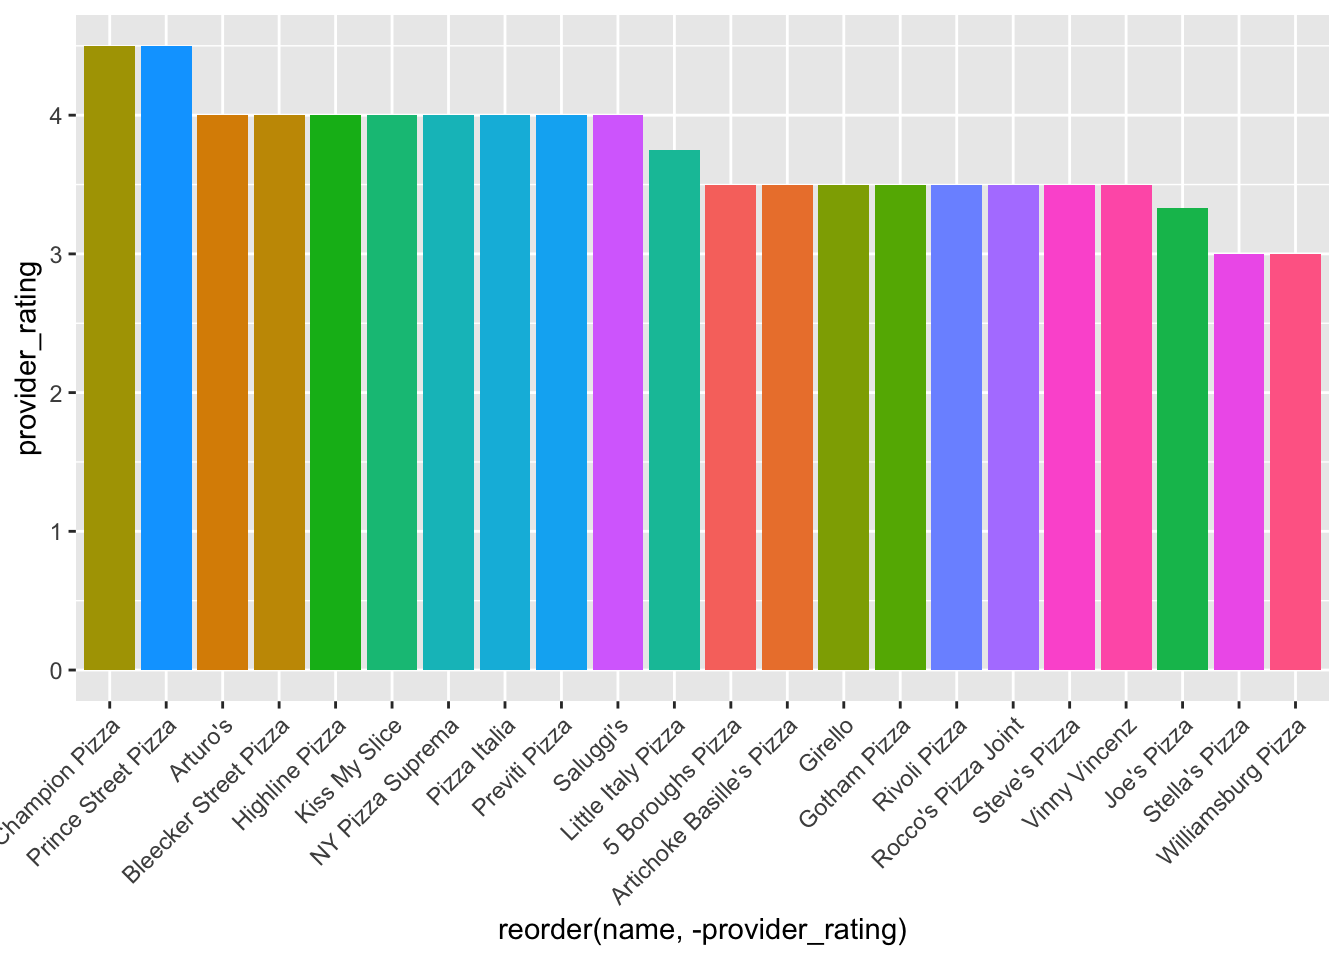 provider_rating
4
3
2
1
0
Champion Pizza
Prince Street Pizza
Arturo's
Bleecker Street Pizza
Highline Pizza
Kiss My Slice
NY Pizza Suprema
Pizza Italia
Previti Pizza
Saluggi's
Little Italy Pizza
5 Boroughs Pizza
Artichoke Basille's Pizza
Girello
Gotham Pizza
Rivoli Pizza
Rocco's Pizza Joint
Steve's Pizza
Vinny Vincenz
Joe's Pizza
Stella's Pizza
Williamsburg Pizza
reorder(name, -provider_rating)